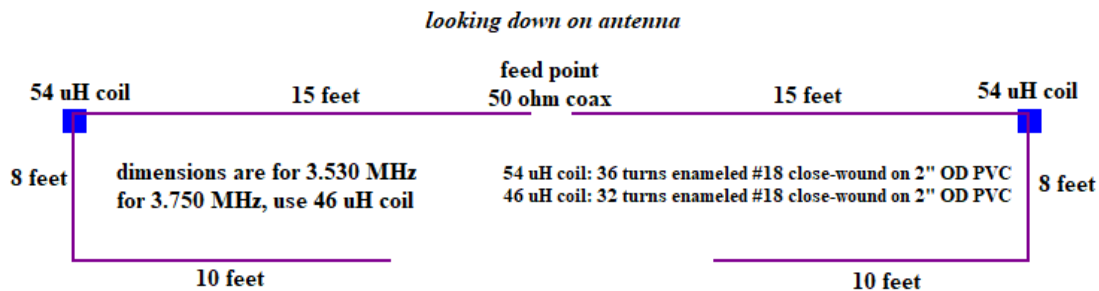 looking down on antenna
feed point
54 uH coil
15 feet
50 ohm coax
15 feet
54 uH coil
8 feet
dimensions are for 3.530 MHz
for 3.750 MHz, use 46 uH coil
54 uH coil: 36 turns enameled #18 close-wound on 2" OD PVC
46 uH coil: 32 turns enameled #18 close-wound on 2" OD PVC
8 feet
10 feet
10 feet